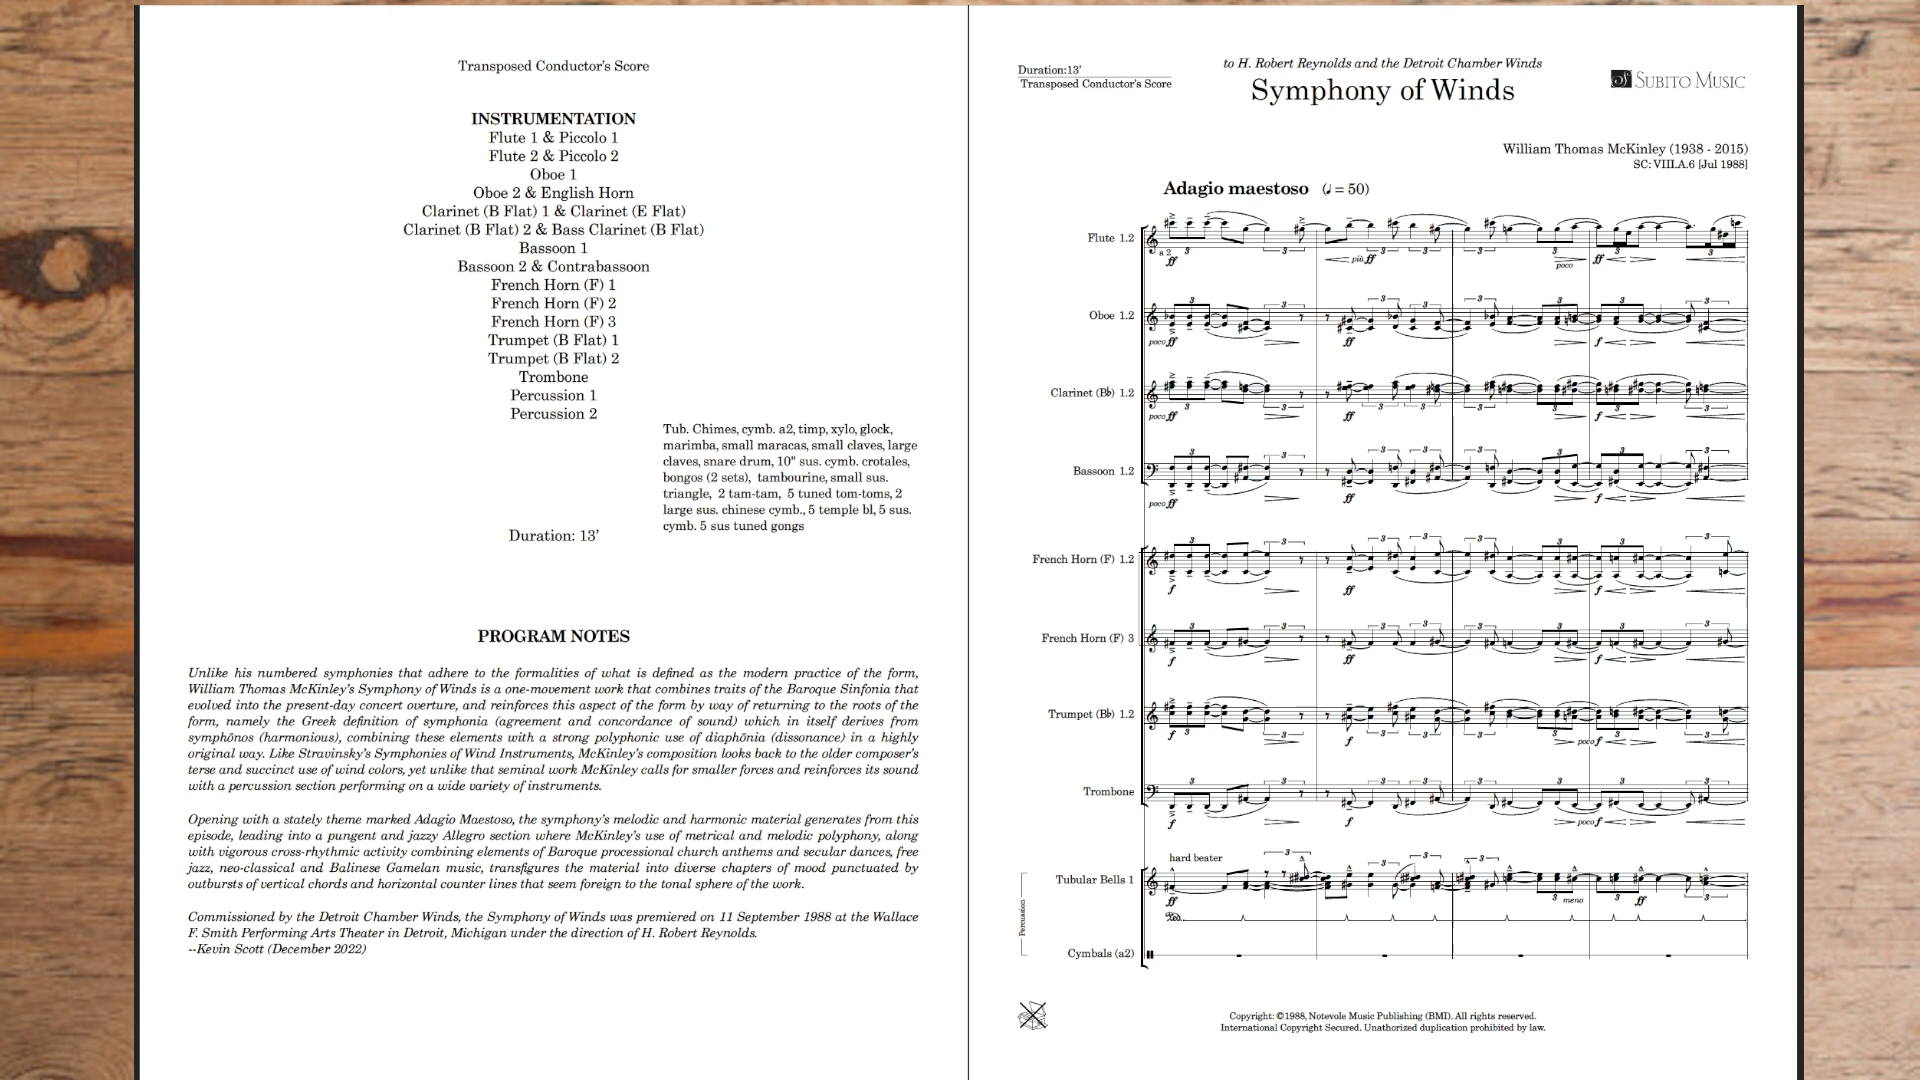 Transposed Conductor's Score
INSTRUMENTATION
Flute 1 & Piccolo 1
Flute 2 & Piccolo 2
Oboe 1
Oboe 2 & English Horn
Clarinet (B Flat) 1 & Clarinet (E Flat)
Clarinet (B Flat) 2 & Bass Clarinet (B Flat)
Bassoon 1
Bassoon 2 & Contrabassoon
French Horn (F) 1
French Horn (F) 2
French Horn (F) 3
Trumpet (B Flat) 1
Trumpet (B Flat) 2
Trombone
Percussion 1
Percussion 2
Tub. Chimes, cymb. a2, timp, xylo, glock,
marimba, small maracas, small claves, large
claves, snare drum, 10" sus. cymb. crotales,
bongos (2 sets), tambourine, small sus.
triangle, 2 tam-tam, 5 tuned tom-toms, 2
large sus. chinese cymb., 5 temple bl, 5 sus.
cymb. 5 sus tuned gongs
Duration: 13'
PROGRAM NOTES
Unlike his numbered symphonies that adhere to the formalities of what is defined as the modern practice of the form,
William Thomas McKinley's Symphony of Winds is a one-movement work that combines traits of the Baroque Sinfonia that
evolved into the present-day concert overture, and reinforces this aspect of the form by way of returning to the roots of the
form, namely the Greek definition of symphonia (agreement and concordance of sound) which in itself derives from
symphōnos (harmonious), combining these elements with a strong polyphonic use of diaphōnia (dissonance) in a highly
original way. Like Stravinsky's Symphonies of Wind Instruments, McKinley's composition looks back to the older composer's
terse and succinct use of wind colors, yet unlike that seminal work McKinley calls for smaller forces and reinforces its sound
with a percussion section performing on a wide variety of instruments.
Opening with a stately theme marked Adagio Maestoso, the symphony's melodic and harmonic material generates from this
episode, leading into a pungent and jazzy Allegro section where McKinley's use of metrical and melodic polyphony, along
with vigorous cross-rhythmic activity combining elements of Baroque processional church anthems and secular dances, free
jazz, neo-classical and Balinese Gamelan music, transfigures the material into diverse chapters of mood punctuated by
outbursts of vertical chords and horizontal counter lines that seem foreign to the tonal sphere of the work.
Commissioned by the Detroit Chamber Winds, the Symphony of Winds was premiered on 11 September 1988 at the Wallace
F. Smith Performing Arts Theater in Detroit, Michigan under the direction of H. Robert Reynolds.
--Kevin Scott (December 2022)
Duration:13'
Transposed Conductor's Score
to H. Robert Reynolds and the Detroit Chamber Winds
Symphony of Winds
SUBITO MUSIC
William Thomas McKinley (1938 - 2015)
SC: VIII.A.6 [Jul 1988]
Adagio maestoso (♩ = 50)
Flute 1.2
a 2
ff
più ff
poco
ff
Oboe 1.2
poco ff
ff
f
Clarinet (B♭) 1.2
poco ff
ff
f
Bassoon 1.2
poco ff
ff
f
French Horn (F) 1.2
f
ff
f
French Horn (F) 3
f
ff
f
Trumpet (B♭) 1.2
f
f
poco f
Trombone
f
f
poco f
hard beater
Tubular Bells 1
ff
meno
ff
Percussion
Cymbals (a2)
Copyright: ©1988, Notevole Music Publishing (BMI). All rights reserved.
International Copyright Secured. Unathorized duplication prohibited by law.